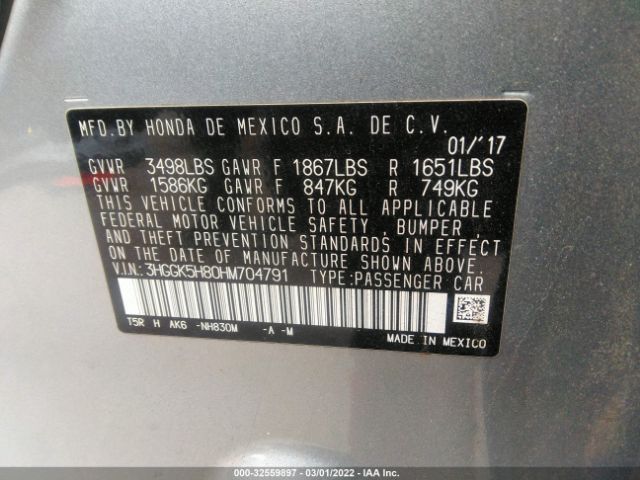 MFD.BY HONDA DE MEXICO S.A. DE C.V.
01/'17
GVWR 3498LBS GAWR F 1867LBS R 1651LBS
GVWR 1586KG GAWR F 847KG R 749KG
THIS VEHICLE CONFORMS TO ALL APPLICABLE
FEDERAL MOTOR VEHICLE SAFETY, BUMPER,
AND THEFT PREVENTION STANDARDS IN EFFECT
ON THE DATE OF MANUFACTURE SHOWN ABOVE.
V.I.N: 3HGGK5H80HM704791 TYPE:PASSENGER CAR
T5R H AK6 -NH830M -A -M
MADE IN MEXICO
000-32559897 - 03/01/2022 - IAA Inc.